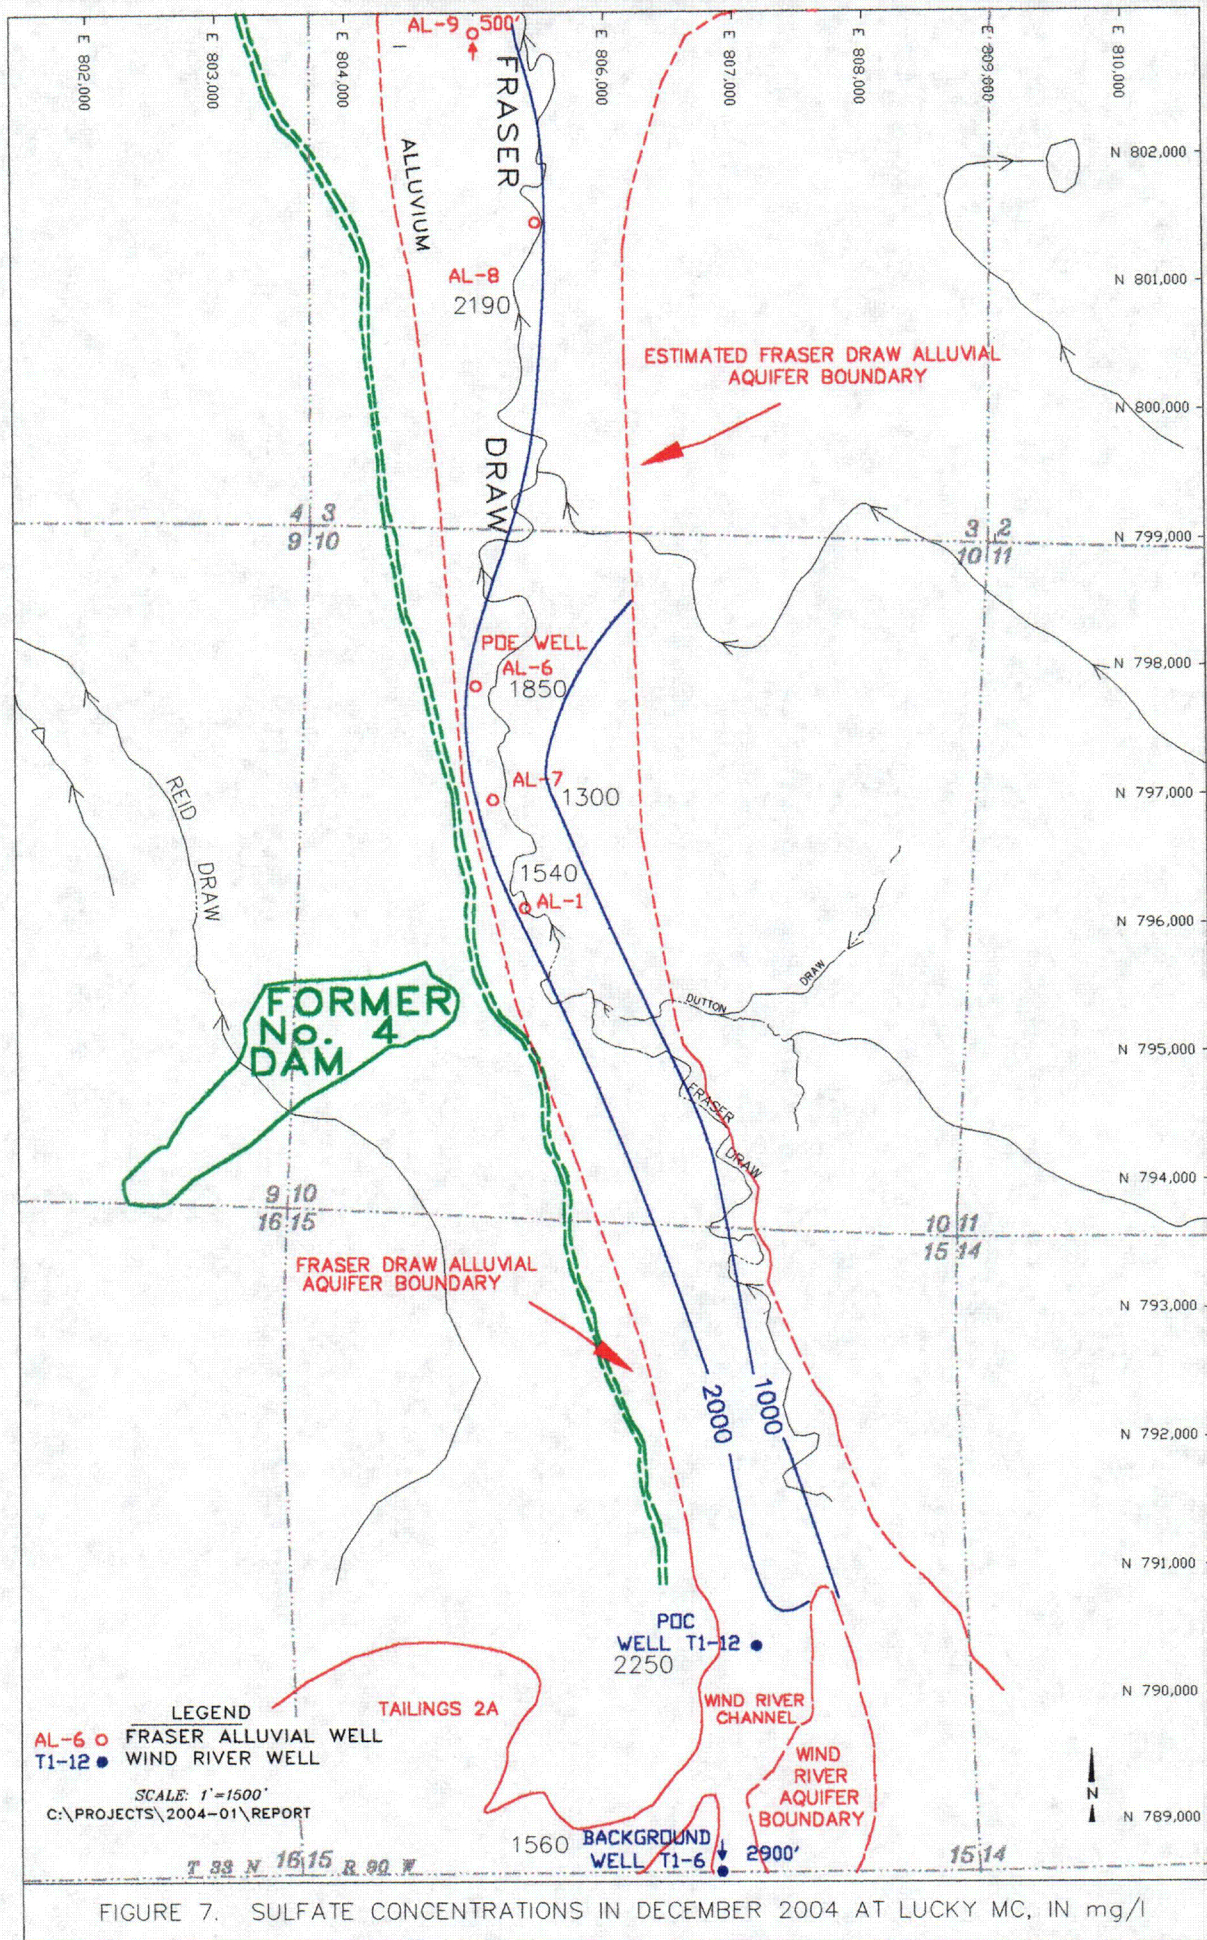 E 802,000
E 803,000
E 804,000
E 806,000
E 807,000
E 808,000
E 809,000
E 810,000
AL-9 500'
FRASER
N 802,000
ALLUVIUM
AL-8
2190
N 801,000
ESTIMATED FRASER DRAW ALLUVIAL
AQUIFER BOUNDARY
N 800,000
DRAW
4 3
9 10
3 2
10 11
N 799,000
POE WELL
AL-6
1850
N 798,000
AL-7
1300
N 797,000
REID
DRAW
1540
AL-1
N 796,000
DRAW
DUTTON
FORMER
No. 4
DAM
N 795,000
FRASER
DRAW
N 794,000
9 10
16 15
10 11
15 14
FRASER DRAW ALLUVIAL
AQUIFER BOUNDARY
N 793,000
2000
1000
N 792,000
N 791,000
POC
WELL T1-12
2250
N 790,000
TAILINGS 2A
WIND RIVER
CHANNEL
LEGEND
AL-6 FRASER ALLUVIAL WELL
T1-12 WIND RIVER WELL
SCALE: 1"=1500'
C:\PROJECTS\2004-01\REPORT
WIND
RIVER
AQUIFER
BOUNDARY
N
N 789,000
1560
BACKGROUND
WELL T1-6
2900'
T 33 N 16 15 R 90 W
15 14
FIGURE 7. SULFATE CONCENTRATIONS IN DECEMBER 2004 AT LUCKY MC, IN mg/l